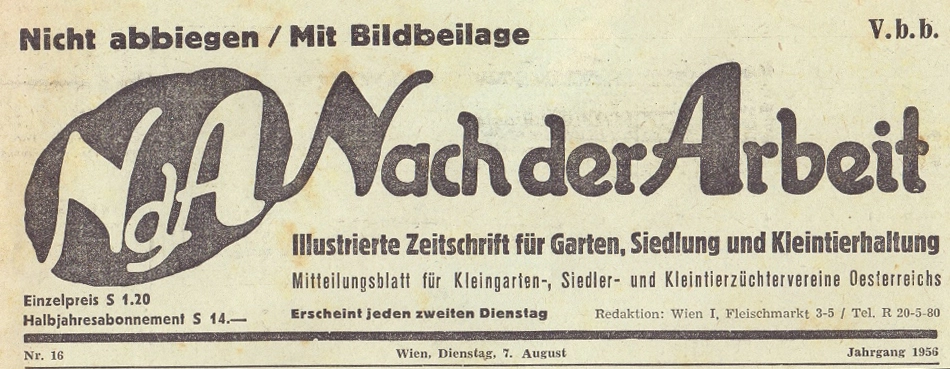 Nicht abbiegen / Mit Bildbeilage
V.b.b.
NdA
Nach der Arbeit
Illustrierte Zeitschrift für Garten, Siedlung und Kleintierhaltung
Mitteilungsblatt für Kleingarten-, Siedler- und Kleintierzüchtervereine Oesterreichs
Einzelpreis S 1.20
Halbjahresabonnement S 14.—
Erscheint jeden zweiten Dienstag
Redaktion: Wien I, Fleischmarkt 3-5 / Tel. R 20-5-80
Nr. 16
Wien, Dienstag, 7. August
Jahrgang 1956